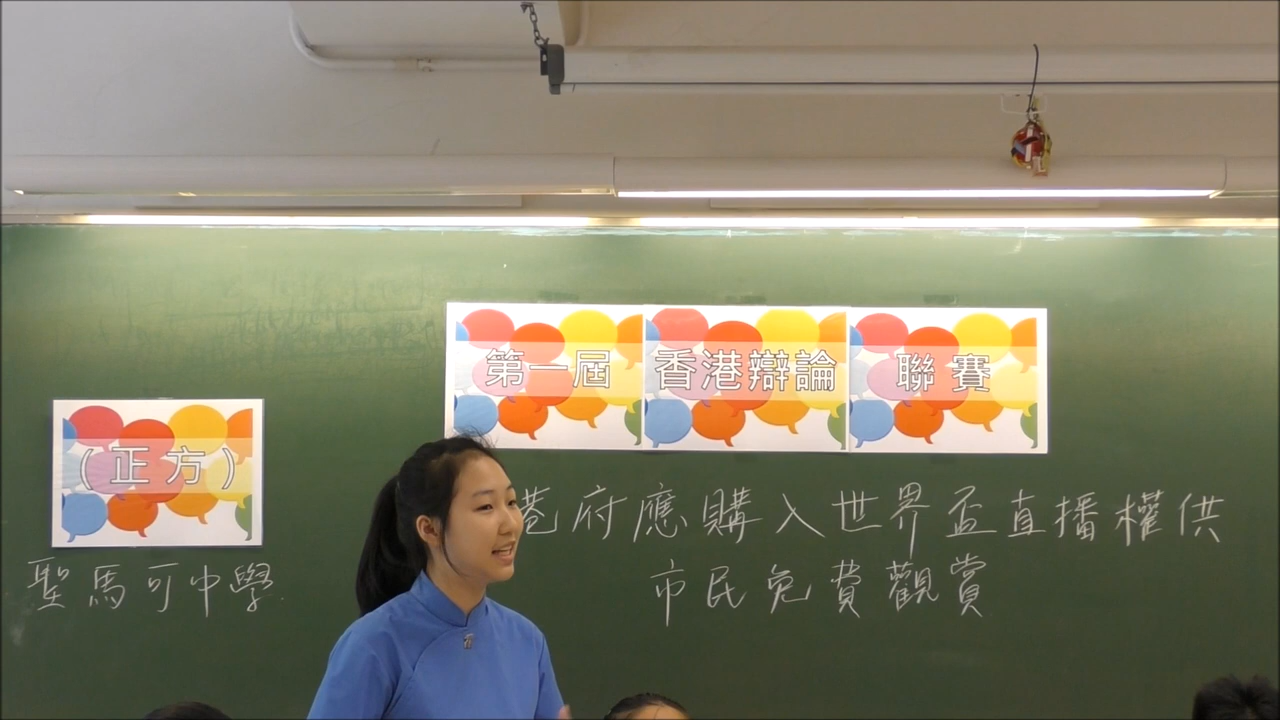 第一屆 香港辯論 聯賽
(正方)
聖馬可中學
港府應購入世界盃直播權供
市民免費觀賞